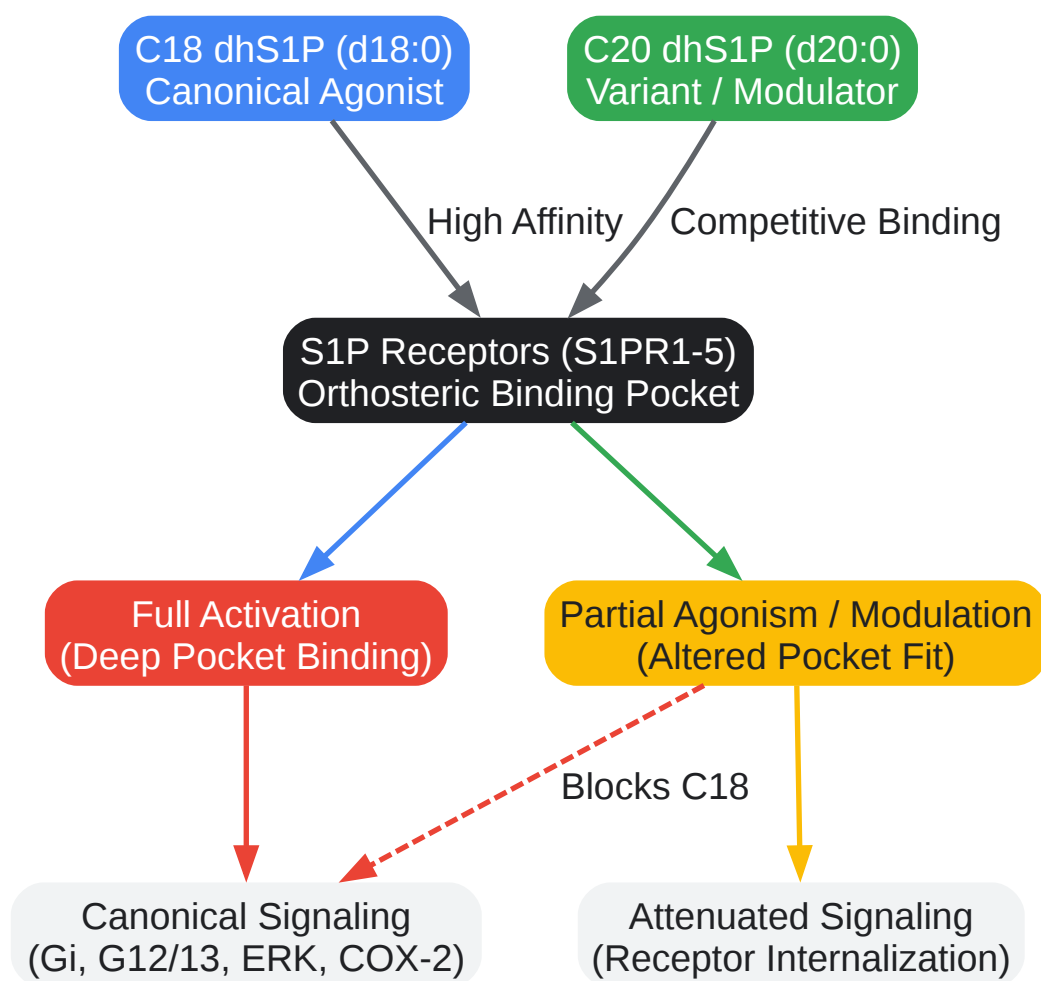 C18 dhS1P (d18:0)
Canonical Agonist
C20 dhS1P (d20:0)
Variant / Modulator
High Affinity
Competitive Binding
S1P Receptors (S1PR1-5)
Orthosteric Binding Pocket
Full Activation
(Deep Pocket Binding)
Partial Agonism / Modulation
(Altered Pocket Fit)
Blocks C18
Canonical Signaling
(Gi, G12/13, ERK, COX-2)
Attenuated Signaling
(Receptor Internalization)